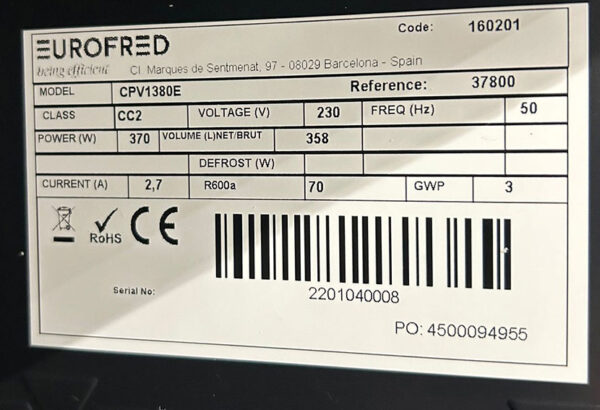 EUROFRED
being efficient
Code: 160201
Cl. Marques de Sentmenat, 97 - 08029 Barcelona - Spain
MODEL CPV1380E Reference: 37800
CLASS CC2 VOLTAGE (V) 230 FREQ (Hz) 50
POWER (W) 370 VOLUME (L)NET/BRUT 358
DEFROST (W)
CURRENT (A) 2,7 R600a 70 GWP 3
RoHS CE
Serial No:
2201040008
PO: 4500094955